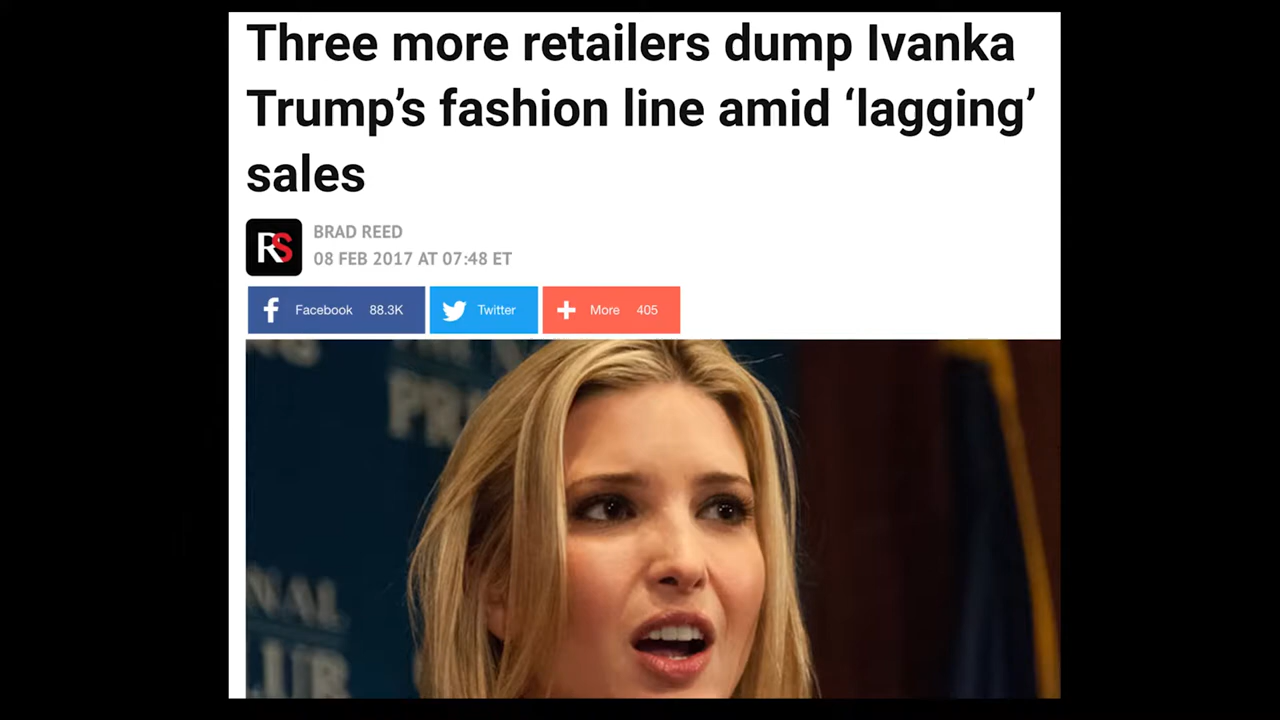 Three more retailers dump Ivanka
Trump’s fashion line amid ‘lagging’
sales
RS
BRAD REED
08 FEB 2017 AT 07:48 ET
Facebook 88.3K
Twitter
More 405